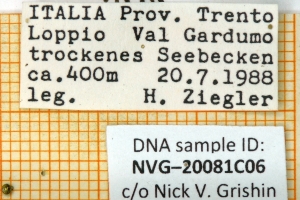 ITALIA Prov. Trento
Loppio Val Gardumo
trockenes Seebecken
ca.400m 20.7.1988
leg. H. Ziegler
DNA sample ID:
NVG–20081C06
c/o Nick V. Grishin